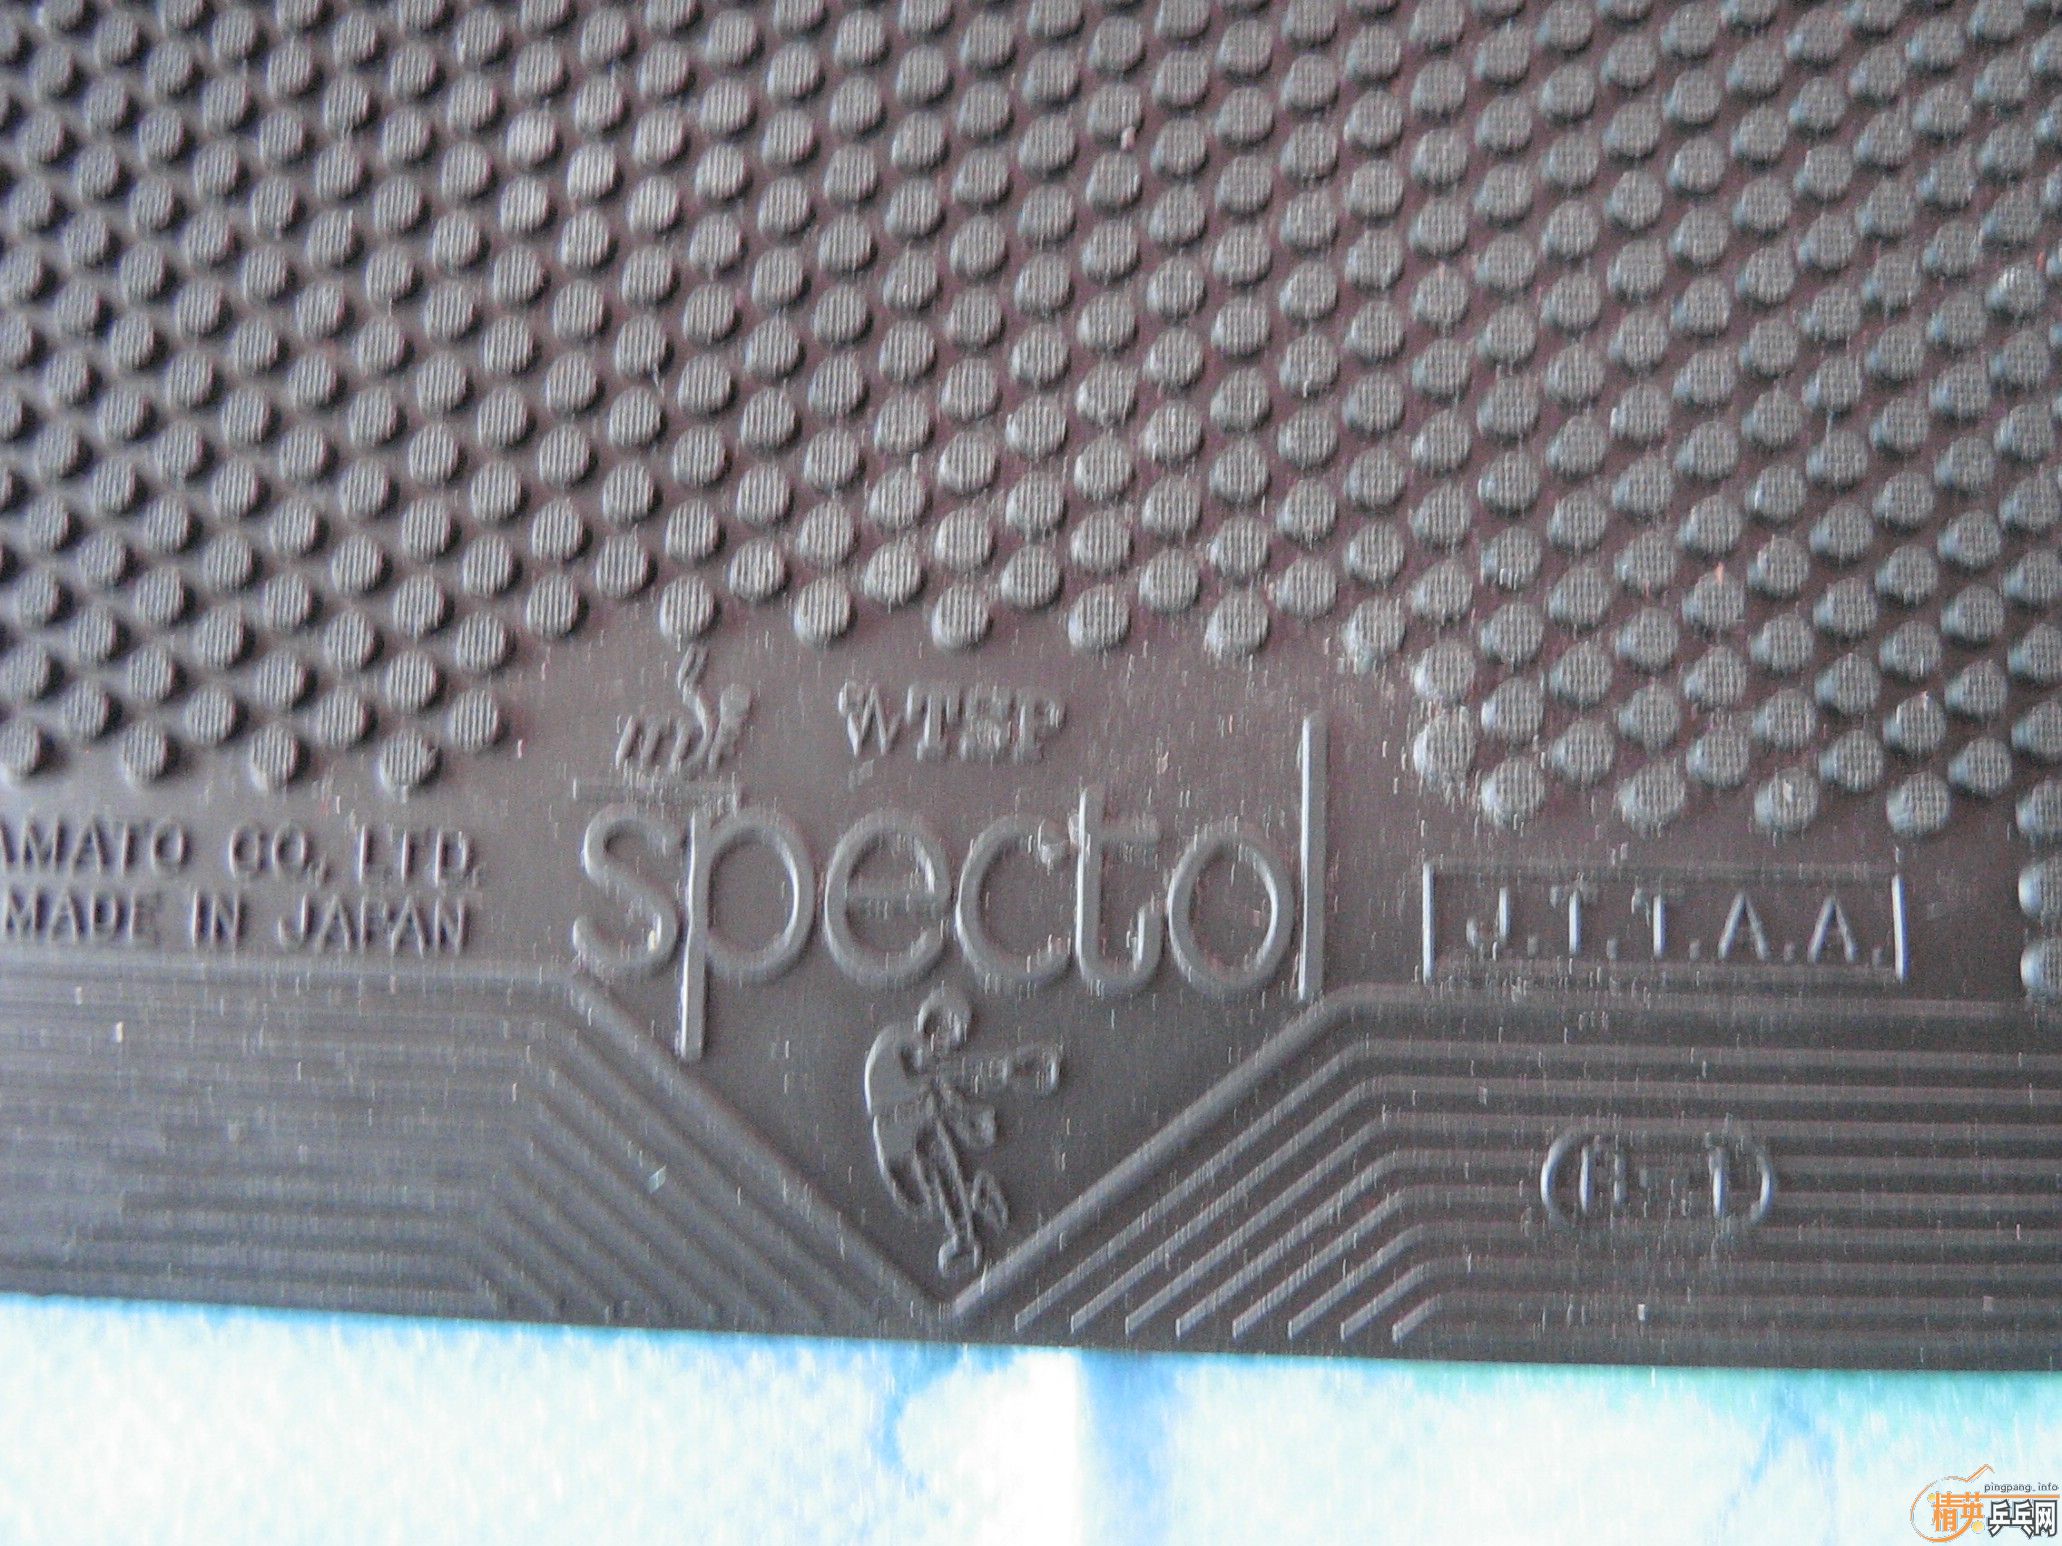 WTSP
AMATO CO., LTD.
spectol
MADE IN JAPAN
J.T.T.A.A.
pingpang.info
精英乒乓网